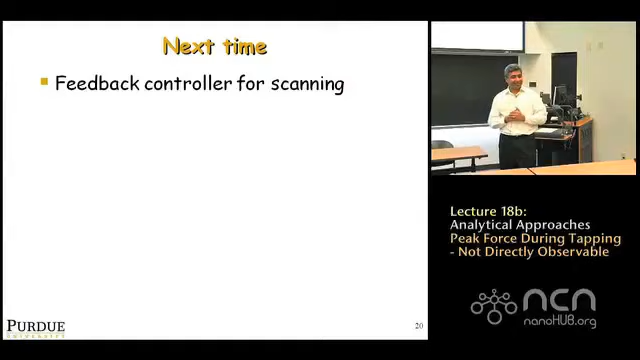 Next time
Feedback controller for scanning
Lecture 18b:
Analytical Approaches
Peak Force During Tapping
- Not Directly Observable
ncn
nanoHUB.org
PURDUE
UNIVERSITY
20